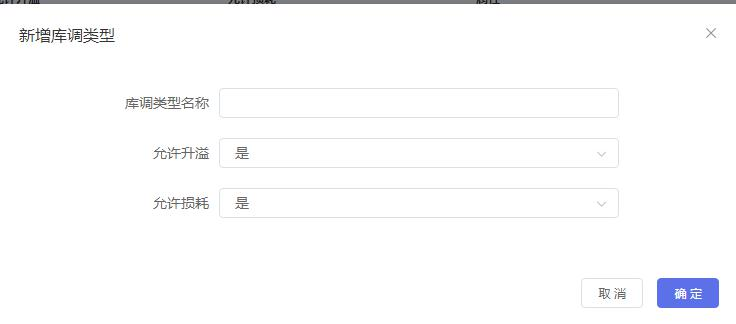 新增库调类型
库调类型名称
允许升溢 是
允许损耗 是
取消 确定